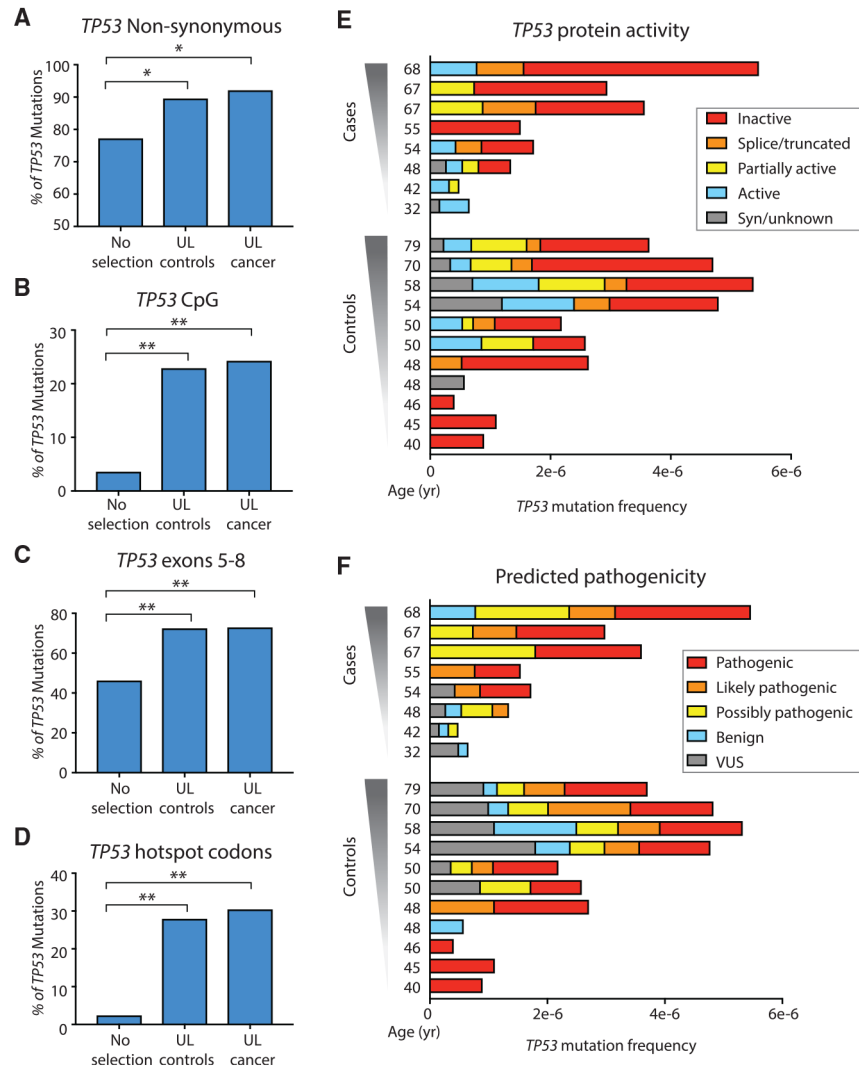 A
TP53 Non-synonymous
*
*
100
90
80
70
60
50
% of TP53 Mutations
No selection
UL controls
UL cancer
B
TP53 CpG
**
**
30
20
10
0
% of TP53 Mutations
No selection
UL controls
UL cancer
C
TP53 exons 5-8
**
**
80
60
40
20
0
% of TP53 Mutations
No selection
UL controls
UL cancer
D
TP53 hotspot codons
**
**
40
30
20
10
0
% of TP53 Mutations
No selection
UL controls
UL cancer
E
TP53 protein activity
Cases
68
67
67
55
54
48
42
32
Controls
79
70
58
54
50
50
48
48
46
45
40
Inactive
Splice/truncated
Partially active
Active
Syn/unknown
0
2e-6
4e-6
6e-6
Age (yr)
TP53 mutation frequency
F
Predicted pathogenicity
Cases
68
67
67
55
54
48
42
32
Controls
79
70
58
54
50
50
48
48
46
45
40
Pathogenic
Likely pathogenic
Possibly pathogenic
Benign
VUS
0
2e-6
4e-6
6e-6
Age (yr)
TP53 mutation frequency